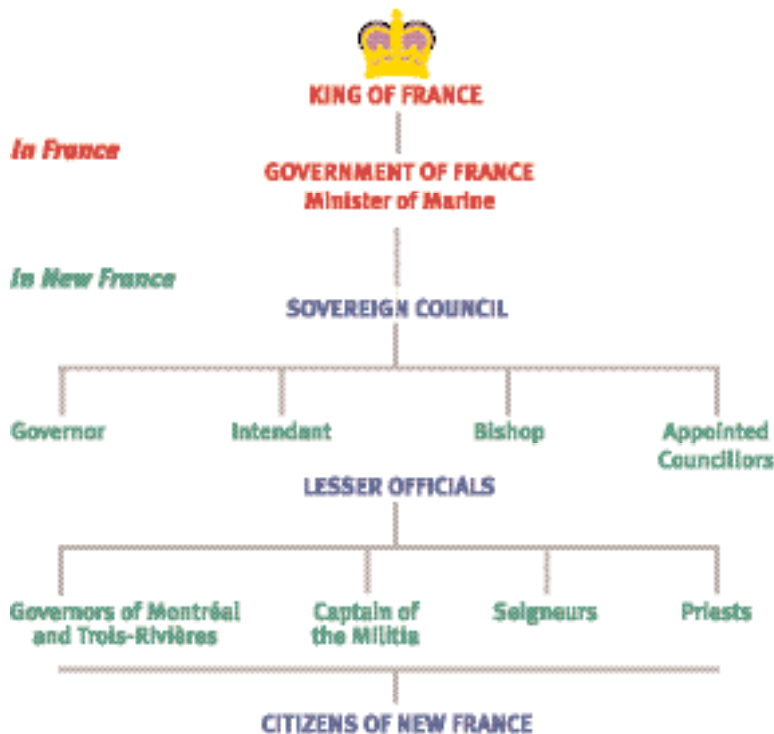 KING OF FRANCE
In France
GOVERNMENT OF FRANCE
Minister of Marine
In New France
SOVEREIGN COUNCIL
Governor
Intendant
Bishop
Appointed
Councillors
LESSER OFFICIALS
Governors of Montréal
and Trois-Rivières
Captain of
the Militia
Seigneurs
Priests
CITIZENS OF NEW FRANCE